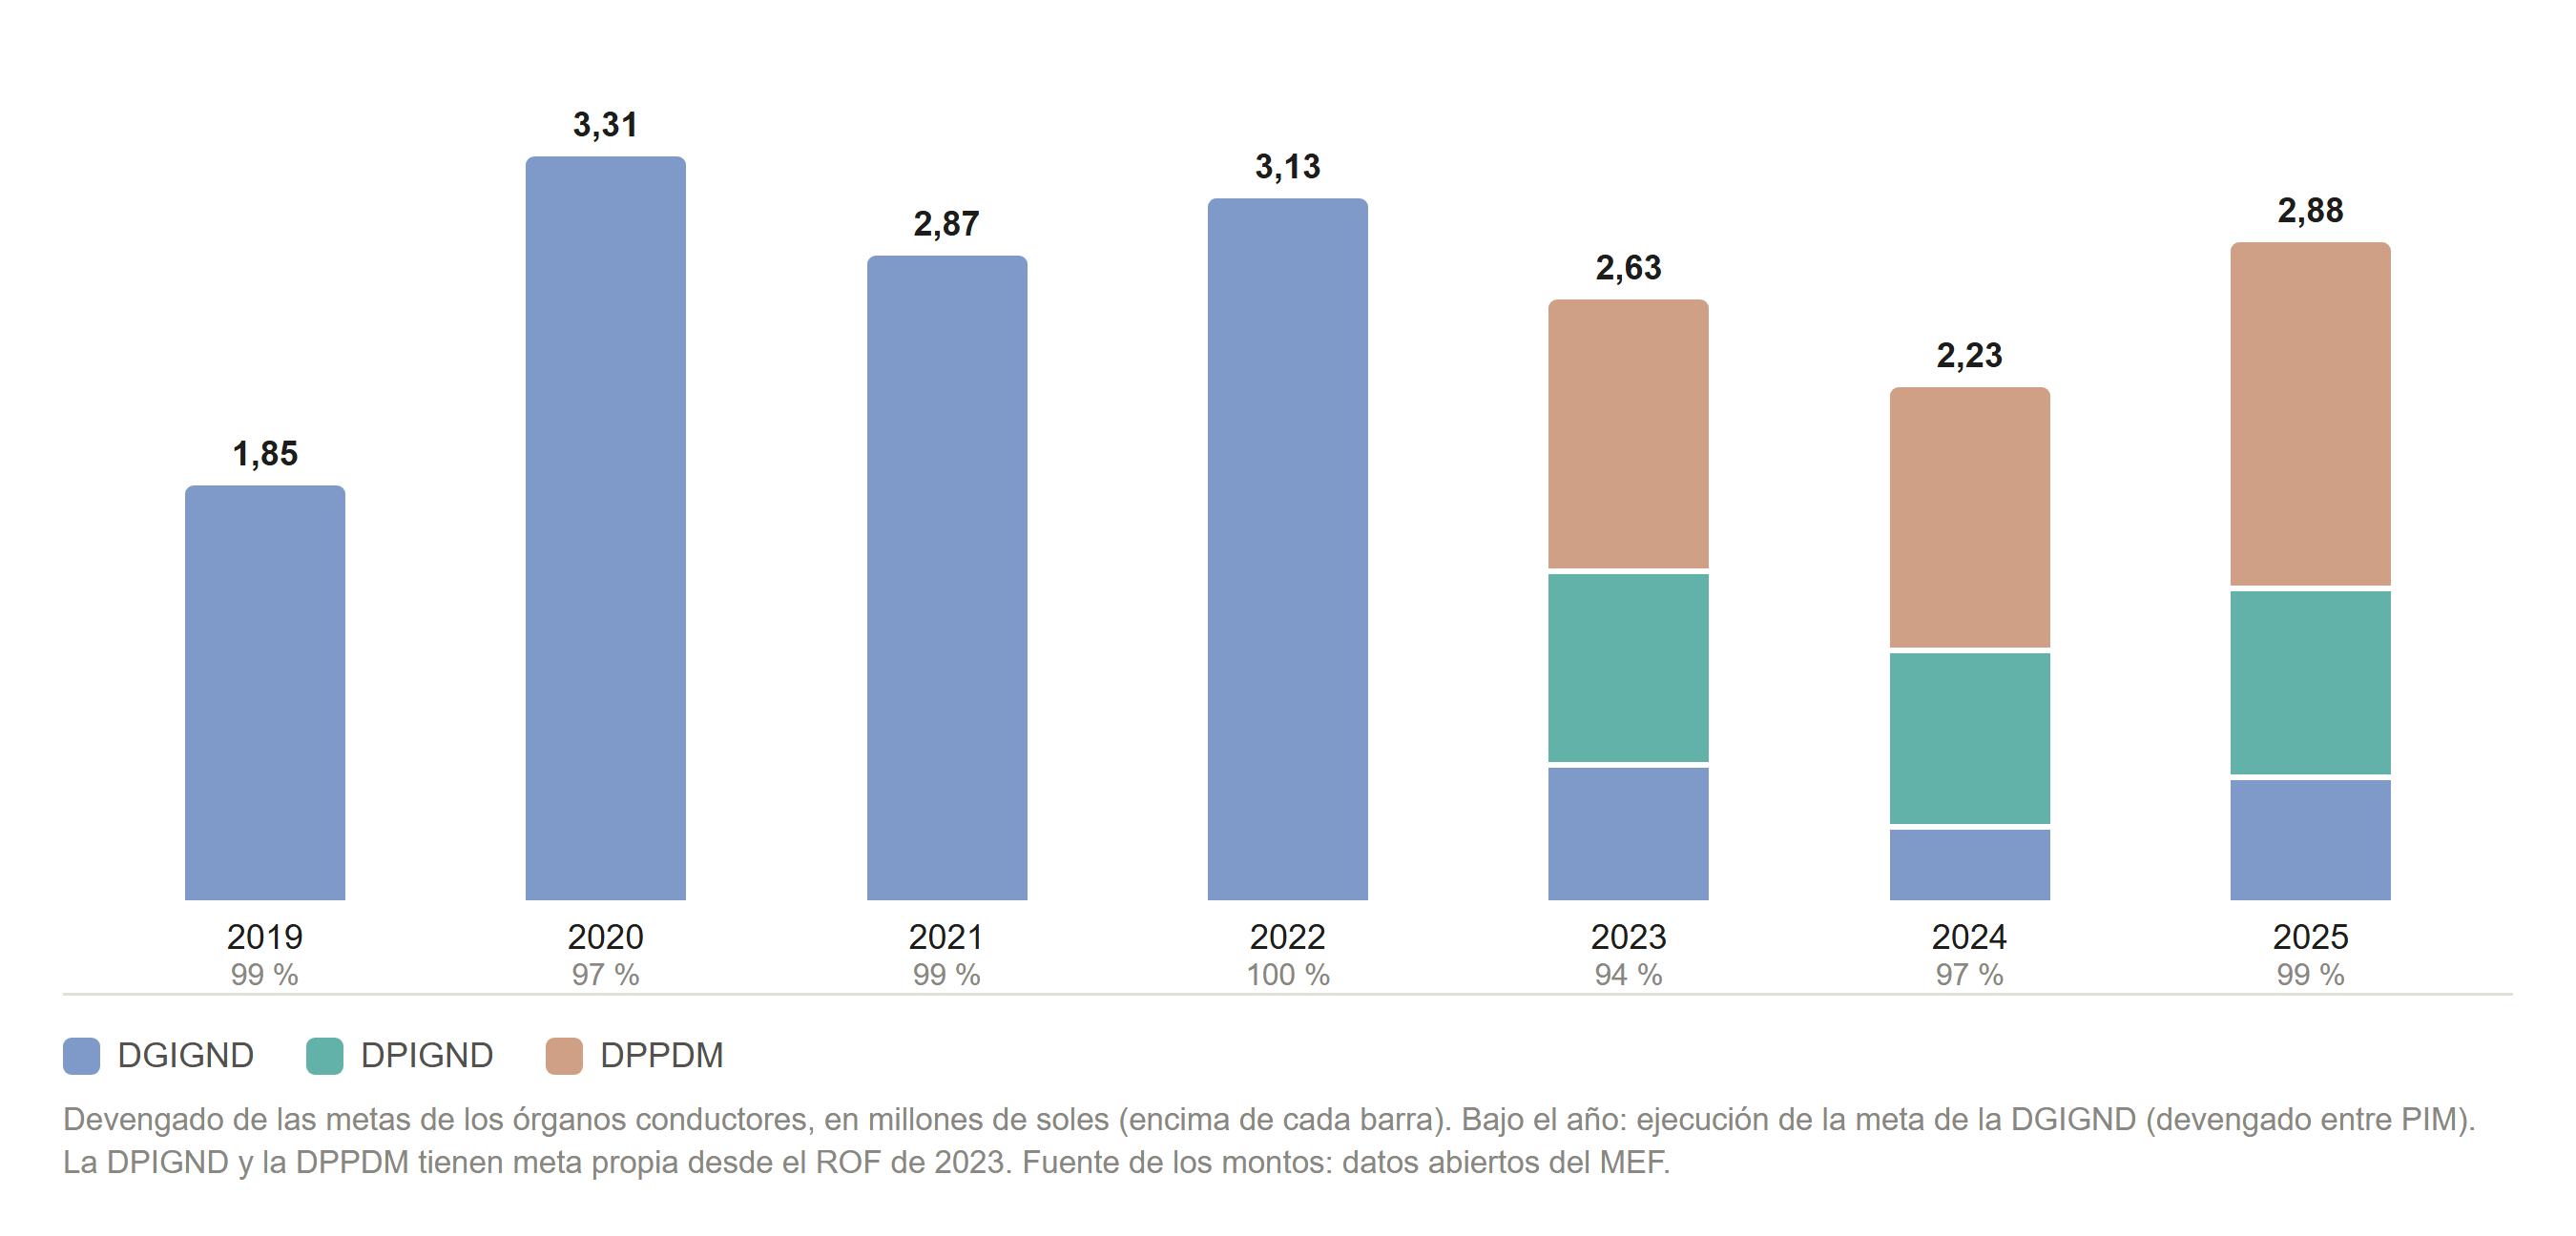 3,31
3,13
2,87
2,88
2,63
2,23
1,85
2019 2020 2021 2022 2023 2024 2025
99 % 97 % 99 % 100 % 94 % 97 % 99 %
DGIGND DPIGND DPPDM
Devengado de las metas de los órganos conductores, en millones de soles (encima de cada barra). Bajo el año: ejecución de la meta de la DGIGND (devengado entre PIM).
La DPIGND y la DPPDM tienen meta propia desde el ROF de 2023. Fuente de los montos: datos abiertos del MEF.